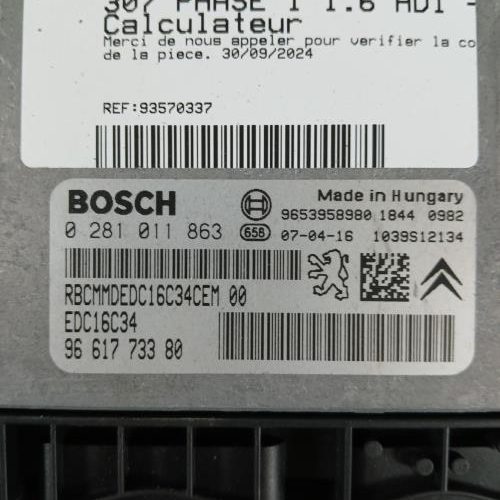 307 PHASE 1 1.6 HDI -
Calculateur
Merci de nous appeler pour verifier la co
de la piece. 30/09/2024
REF:93570337
BOSCH
Made in Hungary
9653958980 1844 0982
0 281 011 863
656 07-04-16 1039S12134
RBCMMDEDC16C34CEM 00
EDC16C34
96 617 733 80